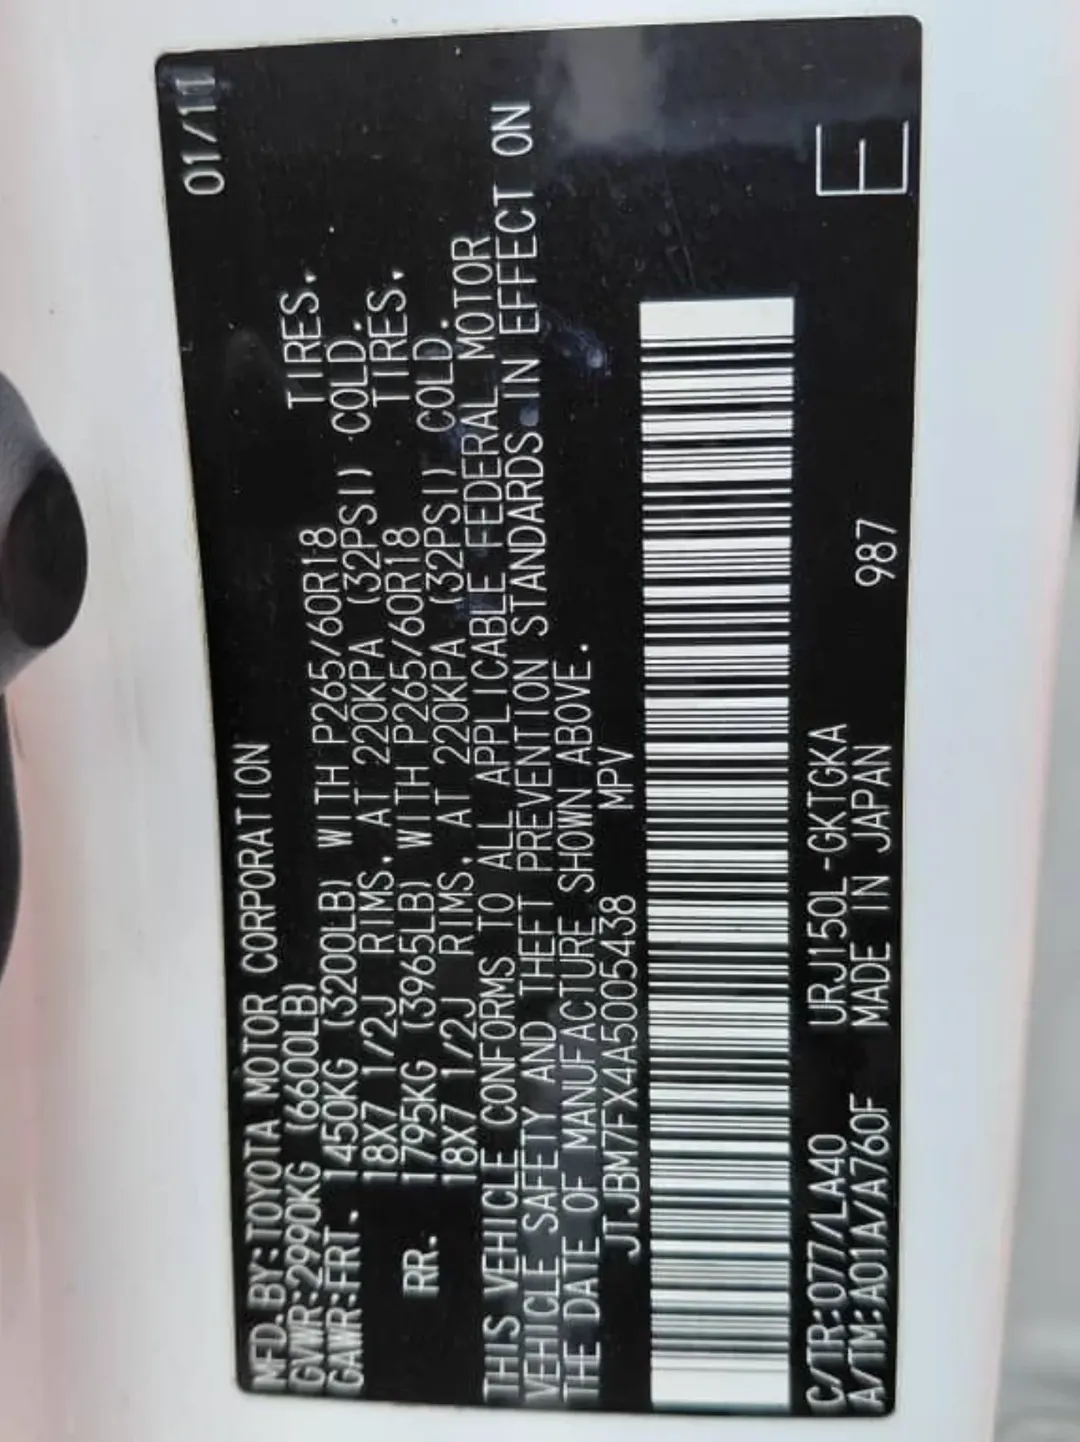 MFD.BY:TOYOTA MOTOR CORPORATION 01/11
GVWR:2990KG (6600LB)
GAWR:FRT. 1450KG (3200LB) WITH P265/60R18 TIRES.
18X7 1/2J RIMS. AT 220KPA (32PSI) COLD.
RR. 1795KG (3965LB) WITH P265/60R18 TIRES.
18X7 1/2J RIMS. AT 220KPA (32PSI) COLD.
THIS VEHICLE CONFORMS TO ALL APPLICABLE FEDERAL MOTOR
VEHICLE SAFETY AND THEFT PREVENTION STANDARDS IN EFFECT ON
THE DATE OF MANUFACTURE SHOWN ABOVE.
JTJBM7FX4A5005438 MPV
C/TR:077/LA40 URJ150L-GKTGKA E
A/TM:A01A/A760F MADE IN JAPAN 987